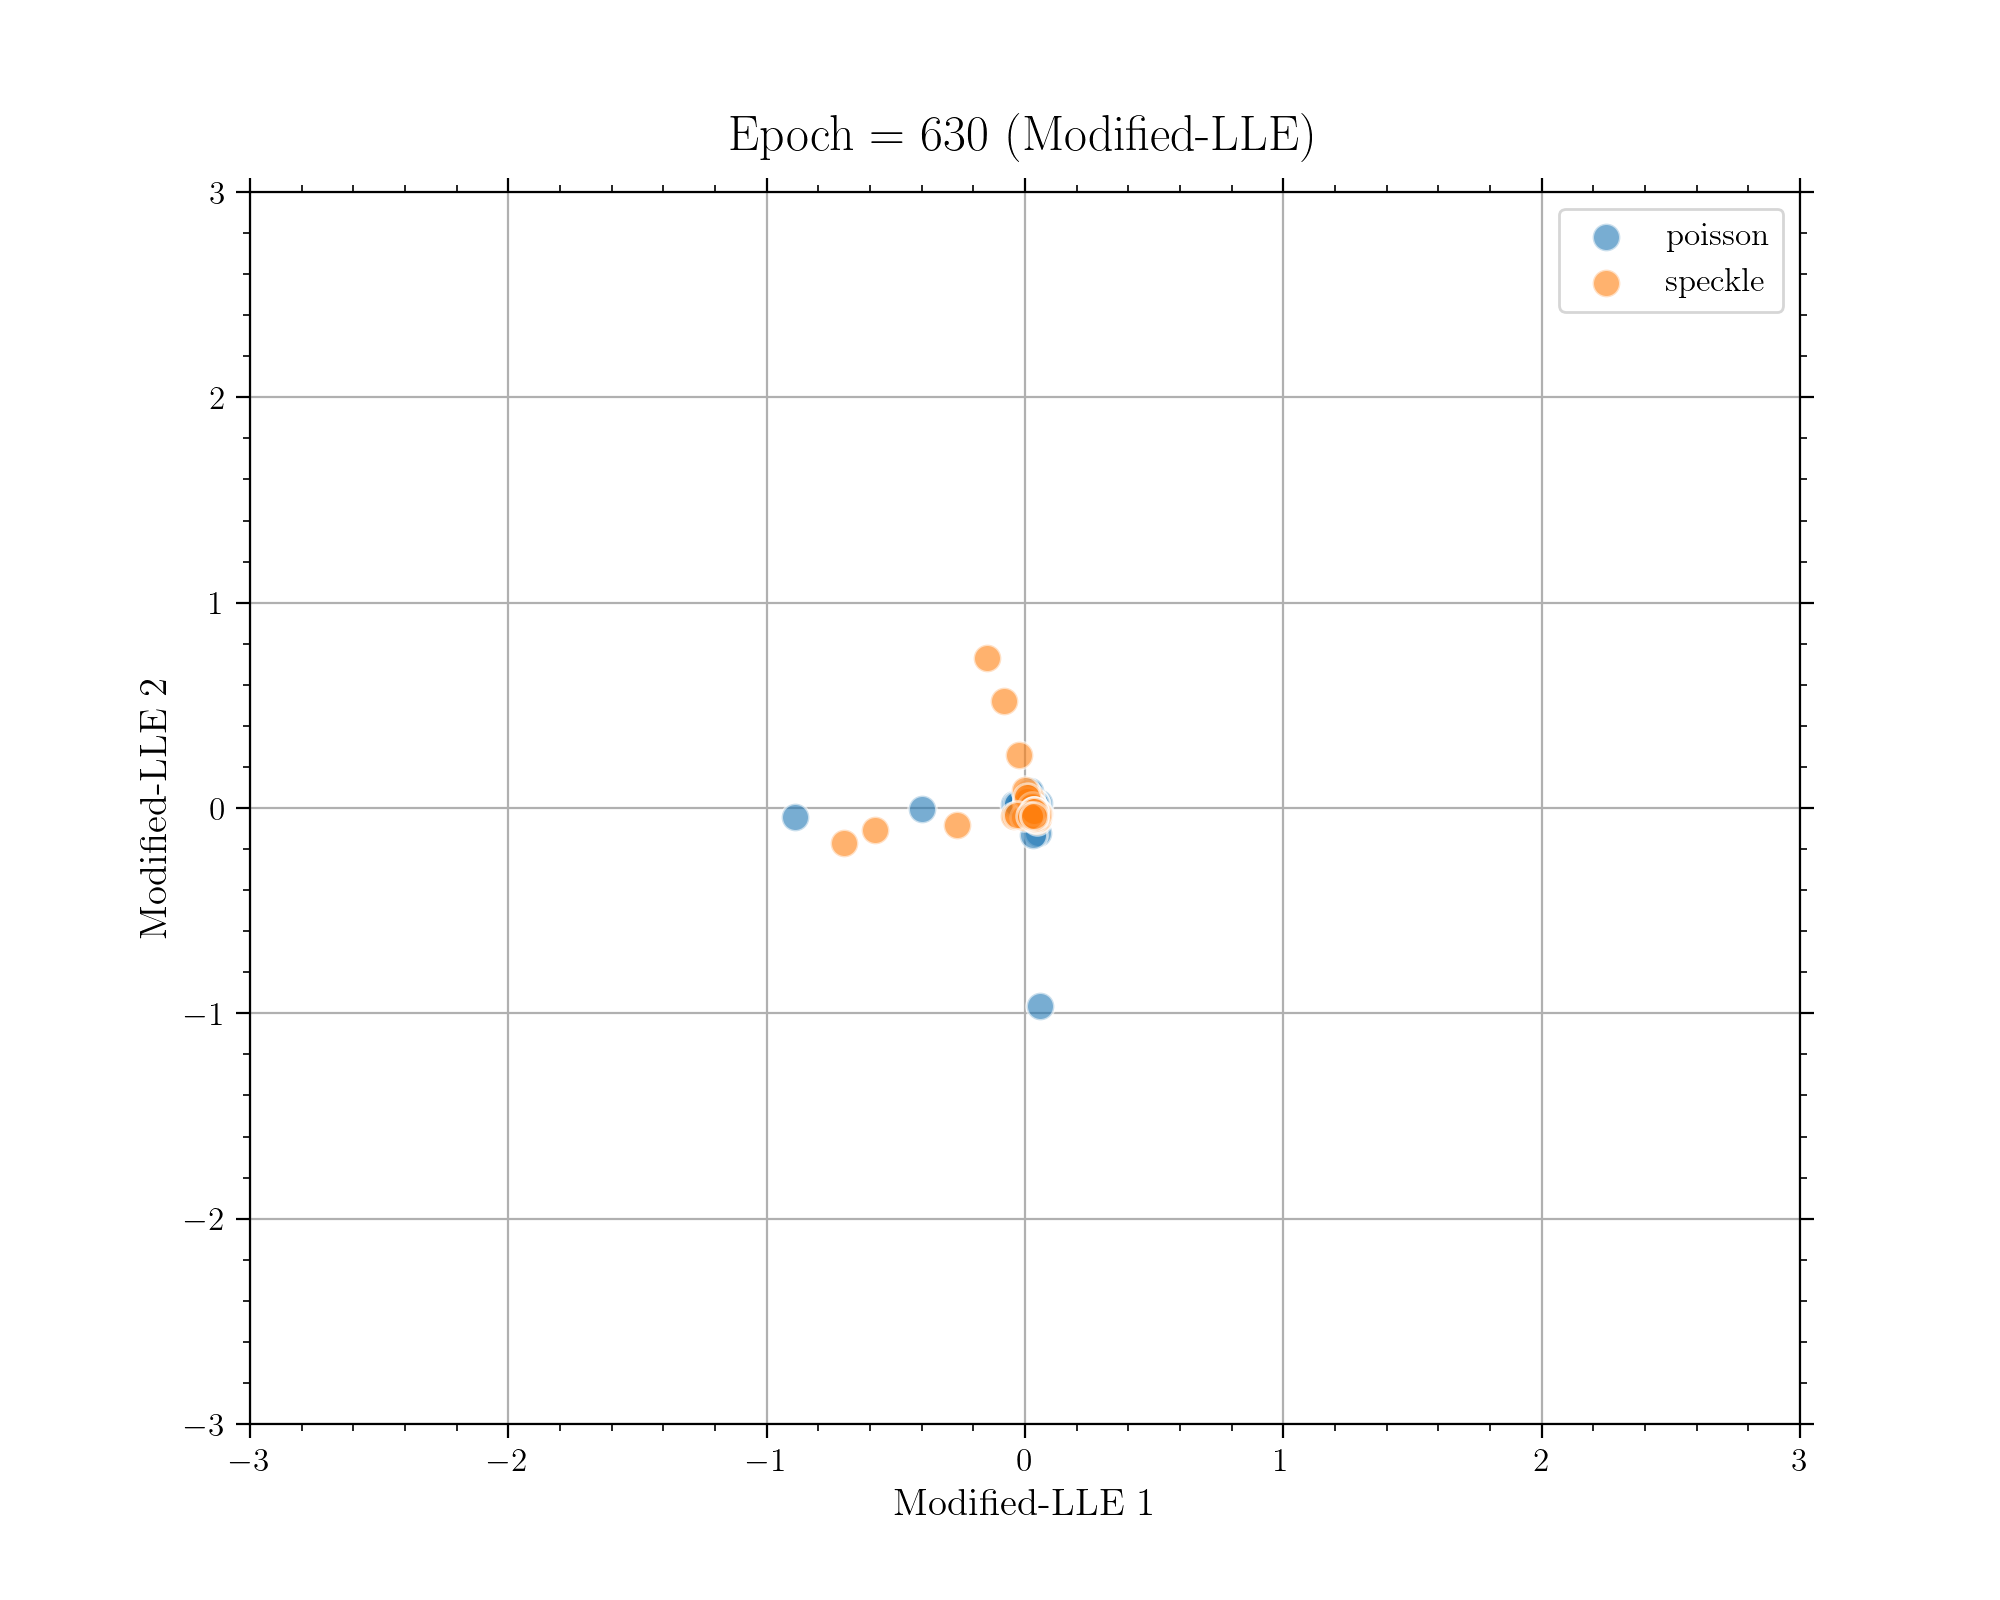 Epoch = 630 (Modified-LLE)
poisson
speckle
3
2
1
0
−1
−2
−3
Modified-LLE 2
−3
−2
−1
0
1
2
3
Modified-LLE 1